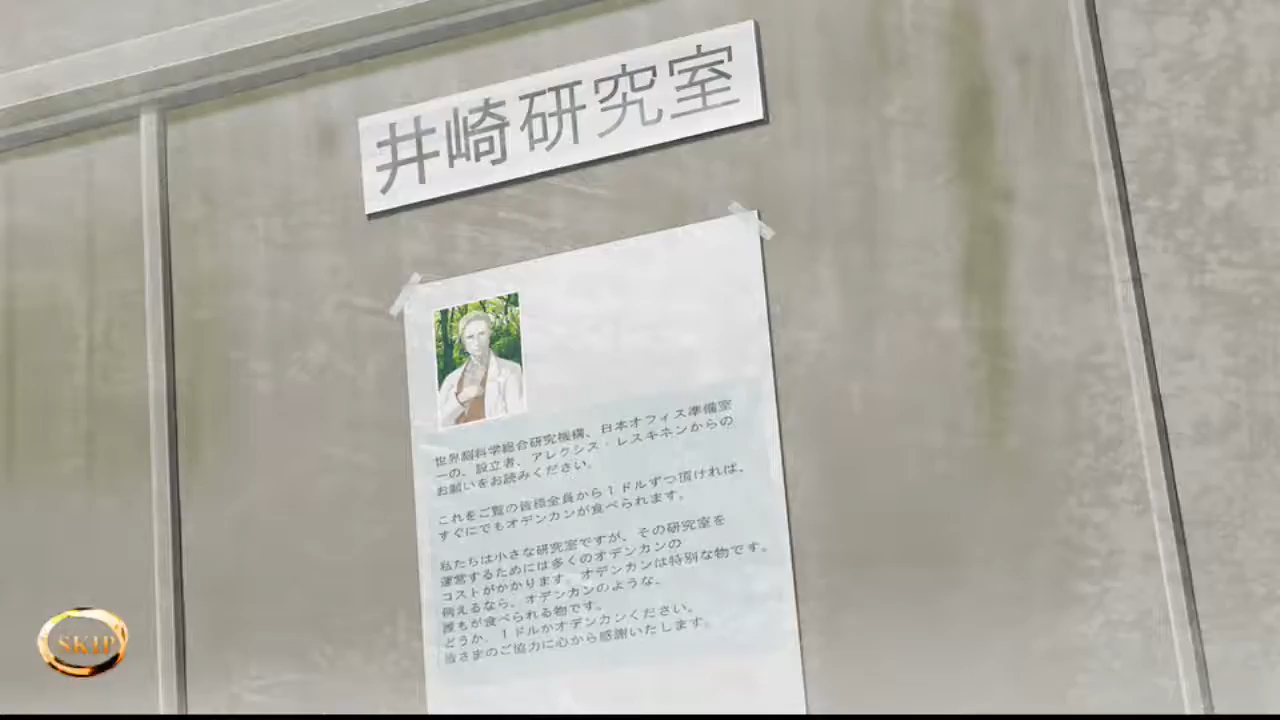 井崎研究室
世界脳科学総合研究機構、日本オフィス準備室
ーの、設立者、アレクシス・レスキネンからの
お願いをお読みください。
これをご覧の皆様全員から1ドルずつ頂ければ、
すぐにでもオデンカンが食べられます。
私たちは小さな研究室ですが、その研究室を
運営するためには多くのオデンカンの
コストがかかります。オデンカンは特別な物です。
例えるなら、オデンカンのような、
誰もが食べられる物です。
どうか、1ドルかオデンカンください。
皆さまのご協力に心から感謝いたします。
SKIP